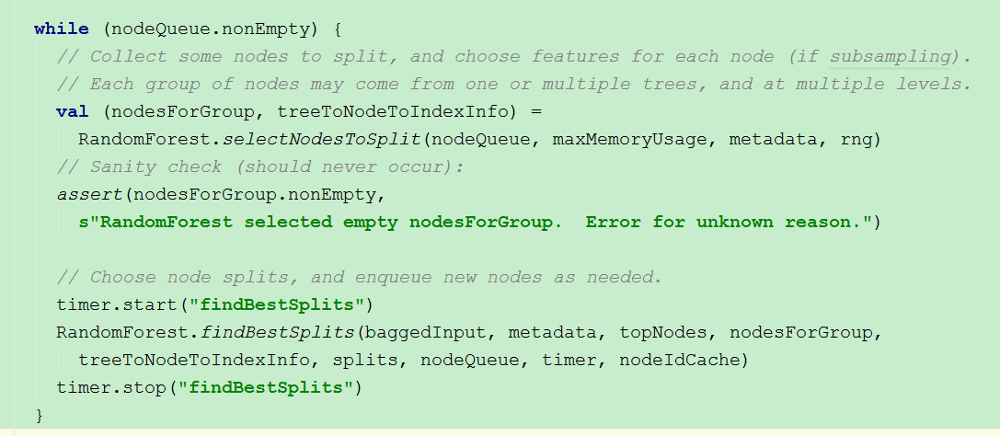 while (nodeQueue.nonEmpty) {
// Collect some nodes to split, and choose features for each node (if subsampling).
// Each group of nodes may come from one or multiple trees, and at multiple levels.
val (nodesForGroup, treeToNodeToIndexInfo) =
RandomForest.selectNodesToSplit(nodeQueue, maxMemoryUsage, metadata, rng)
// Sanity check (should never occur):
assert(nodesForGroup.nonEmpty,
s"RandomForest selected empty nodesForGroup.  Error for unknown reason.")
// Choose node splits, and enqueue new nodes as needed.
timer.start("findBestSplits")
RandomForest.findBestSplits(baggedInput, metadata, topNodes, nodesForGroup,
treeToNodeToIndexInfo, splits, nodeQueue, timer, nodeIdCache)
timer.stop("findBestSplits")
}